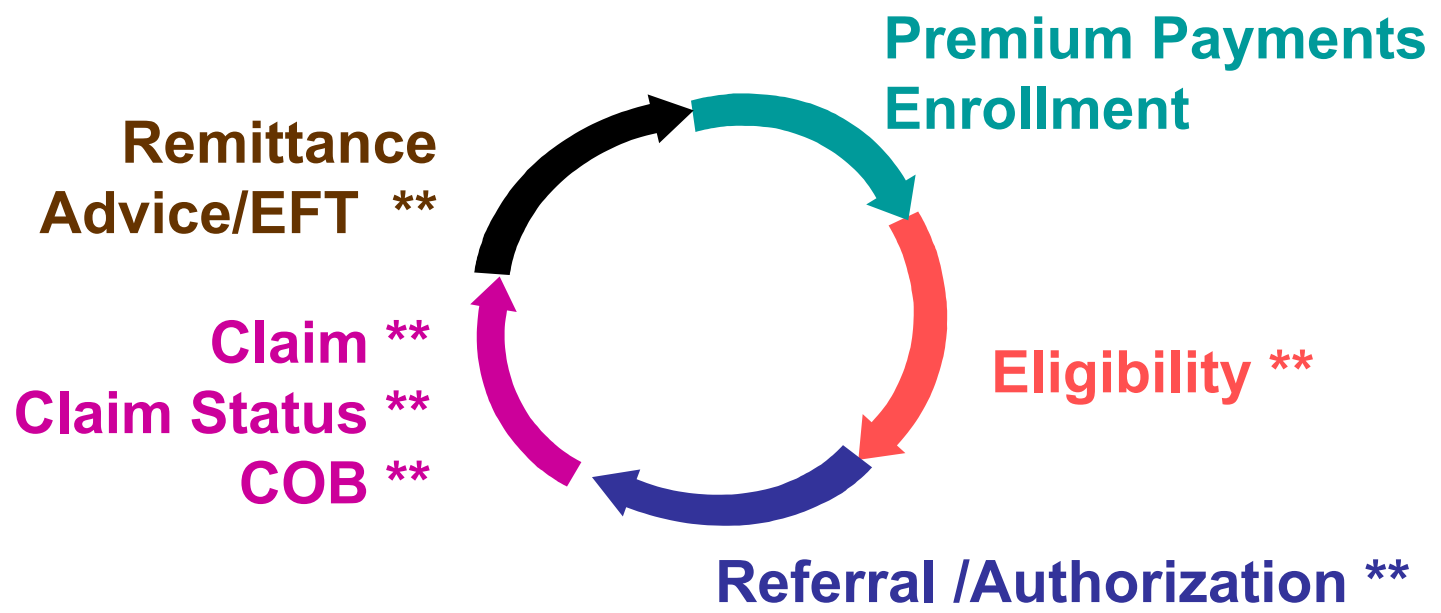 Premium Payments
Enrollment
Eligibility **
Referral /Authorization **
Claim **
Claim Status **
COB **
Remittance
Advice/EFT **